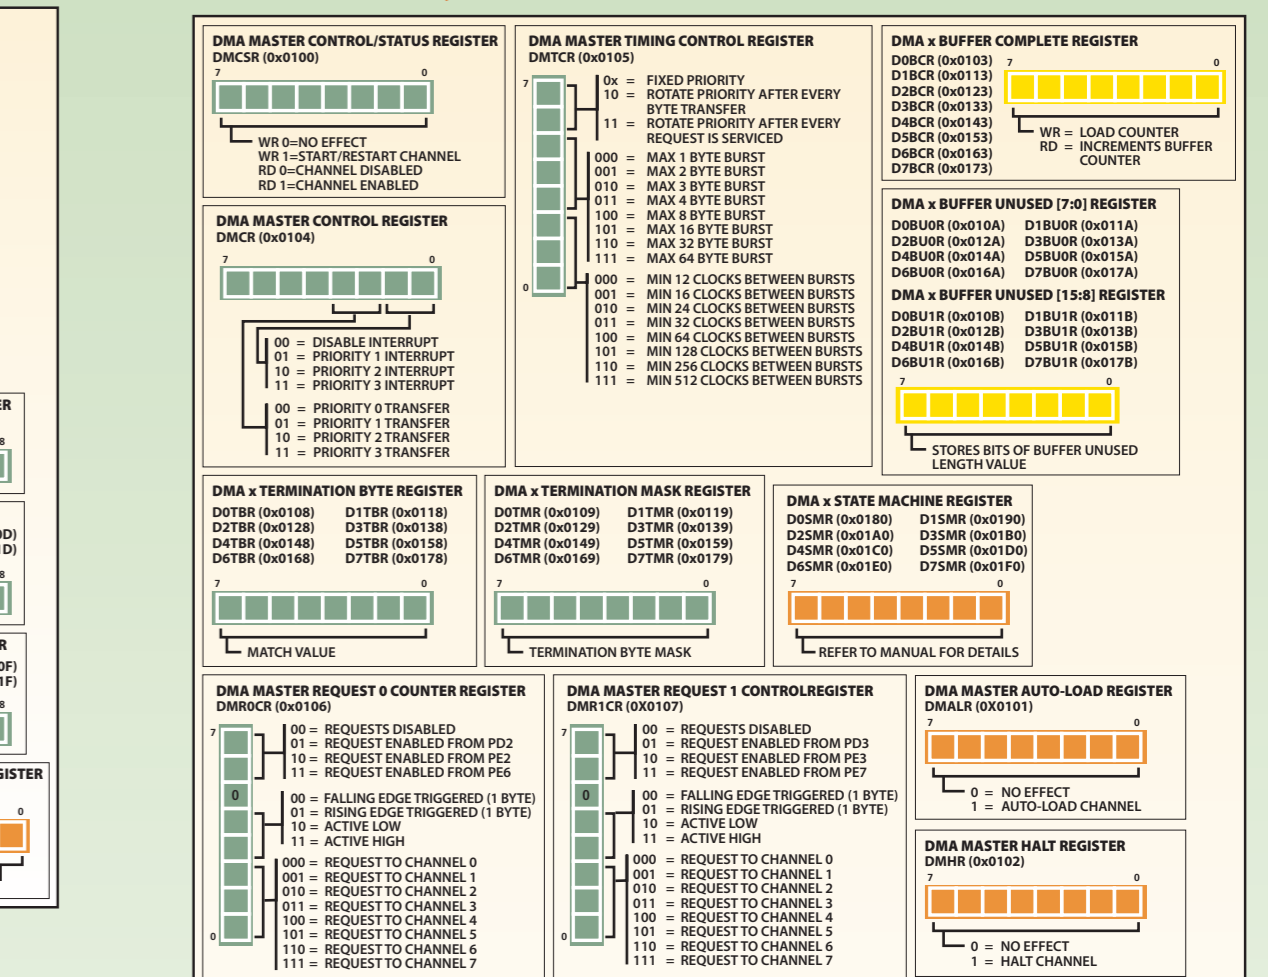 DMA MASTER CONTROL/STATUS REGISTER
DMCSR (0x0100)
7 0
WR 0=NO EFFECT
WR 1=START/RESTART CHANNEL
RD 0=CHANNEL DISABLED
RD 1=CHANNEL ENABLED
DMA MASTER CONTROL REGISTER
DMCR (0x0104)
7 0
00 = DISABLE INTERRUPT
01 = PRIORITY 1 INTERRUPT
10 = PRIORITY 2 INTERRUPT
11 = PRIORITY 3 INTERRUPT
00 = PRIORITY 0 TRANSFER
01 = PRIORITY 1 TRANSFER
10 = PRIORITY 2 TRANSFER
11 = PRIORITY 3 TRANSFER
DMA MASTER TIMING CONTROL REGISTER
DMTCR (0x0105)
7
0x = FIXED PRIORITY
10 = ROTATE PRIORITY AFTER EVERY
BYTE TRANSFER
11 = ROTATE PRIORITY AFTER EVERY
REQUEST IS SERVICED
000 = MAX 1 BYTE BURST
001 = MAX 2 BYTE BURST
010 = MAX 3 BYTE BURST
011 = MAX 4 BYTE BURST
100 = MAX 8 BYTE BURST
101 = MAX 16 BYTE BURST
110 = MAX 32 BYTE BURST
111 = MAX 64 BYTE BURST
0
000 = MIN 12 CLOCKS BETWEEN BURSTS
001 = MIN 16 CLOCKS BETWEEN BURSTS
010 = MIN 24 CLOCKS BETWEEN BURSTS
011 = MIN 32 CLOCKS BETWEEN BURSTS
100 = MIN 64 CLOCKS BETWEEN BURSTS
101 = MIN 128 CLOCKS BETWEEN BURSTS
110 = MIN 256 CLOCKS BETWEEN BURSTS
111 = MIN 512 CLOCKS BETWEEN BURSTS
DMA x BUFFER COMPLETE REGISTER
D0BCR (0x0103)
D1BCR (0x0113)
D2BCR (0x0123)
D3BCR (0x0133)
D4BCR (0x0143)
D5BCR (0x0153)
D6BCR (0x0163)
D7BCR (0x0173)
7 0
WR = LOAD COUNTER
RD = INCREMENTS BUFFER
COUNTER
DMA x BUFFER UNUSED [7:0] REGISTER
D0BU0R (0x010A) D1BU0R (0x011A)
D2BU0R (0x012A) D3BU0R (0x013A)
D4BU0R (0x014A) D5BU0R (0x015A)
D6BU0R (0x016A) D7BU0R (0x017A)
DMA x BUFFER UNUSED [15:8] REGISTER
D0BU1R (0x010B) D1BU1R (0x011B)
D2BU1R (0x012B) D3BU1R (0x013B)
D4BU1R (0x014B) D5BU1R (0x015B)
D6BU1R (0x016B) D7BU1R (0x017B)
7 0
STORES BITS OF BUFFER UNUSED
LENGTH VALUE
DMA x TERMINATION BYTE REGISTER
D0TBR (0x0108) D1TBR (0x0118)
D2TBR (0x0128) D3TBR (0x0138)
D4TBR (0x0148) D5TBR (0x0158)
D6TBR (0x0168) D7TBR (0x0178)
7 0
MATCH VALUE
DMA x TERMINATION MASK REGISTER
D0TMR (0x0109) D1TMR (0x0119)
D2TMR (0x0129) D3TMR (0x0139)
D4TMR (0x0149) D5TMR (0x0159)
D6TMR (0x0169) D7TMR (0x0179)
7 0
TERMINATION BYTE MASK
DMA x STATE MACHINE REGISTER
D0SMR (0x0180) D1SMR (0x0190)
D2SMR (0x01A0) D3SMR (0x01B0)
D4SMR (0x01C0) D5SMR (0x01D0)
D6SMR (0x01E0) D7SMR (0x01F0)
7 0
REFER TO MANUAL FOR DETAILS
DMA MASTER REQUEST 0 COUNTER REGISTER
DMR0CR (0x0106)
7
00 = REQUESTS DISABLED
01 = REQUEST ENABLED FROM PD2
10 = REQUEST ENABLED FROM PE2
11 = REQUEST ENABLED FROM PE6
0
00 = FALLING EDGE TRIGGERED (1 BYTE)
01 = RISING EDGE TRIGGERED (1 BYTE)
10 = ACTIVE LOW
11 = ACTIVE HIGH
000 = REQUEST TO CHANNEL 0
001 = REQUEST TO CHANNEL 1
010 = REQUEST TO CHANNEL 2
011 = REQUEST TO CHANNEL 3
100 = REQUEST TO CHANNEL 4
101 = REQUEST TO CHANNEL 5
110 = REQUEST TO CHANNEL 6
111 = REQUEST TO CHANNEL 7
0
DMA MASTER REQUEST 1 CONTROLREGISTER
DMR1CR (0X0107)
7
00 = REQUESTS DISABLED
01 = REQUEST ENABLED FROM PD3
10 = REQUEST ENABLED FROM PE3
11 = REQUEST ENABLED FROM PE7
0
00 = FALLING EDGE TRIGGERED (1 BYTE)
01 = RISING EDGE TRIGGERED (1 BYTE)
10 = ACTIVE LOW
11 = ACTIVE HIGH
000 = REQUEST TO CHANNEL 0
001 = REQUEST TO CHANNEL 1
010 = REQUEST TO CHANNEL 2
011 = REQUEST TO CHANNEL 3
100 = REQUEST TO CHANNEL 4
101 = REQUEST TO CHANNEL 5
110 = REQUEST TO CHANNEL 6
111 = REQUEST TO CHANNEL 7
0
DMA MASTER AUTO-LOAD REGISTER
DMALR (0X0101)
7 0
0 = NO EFFECT
1 = AUTO-LOAD CHANNEL
DMA MASTER HALT REGISTER
DMHR (0x0102)
7 0
0 = NO EFFECT
1 = HALT CHANNEL
8
8
8
0